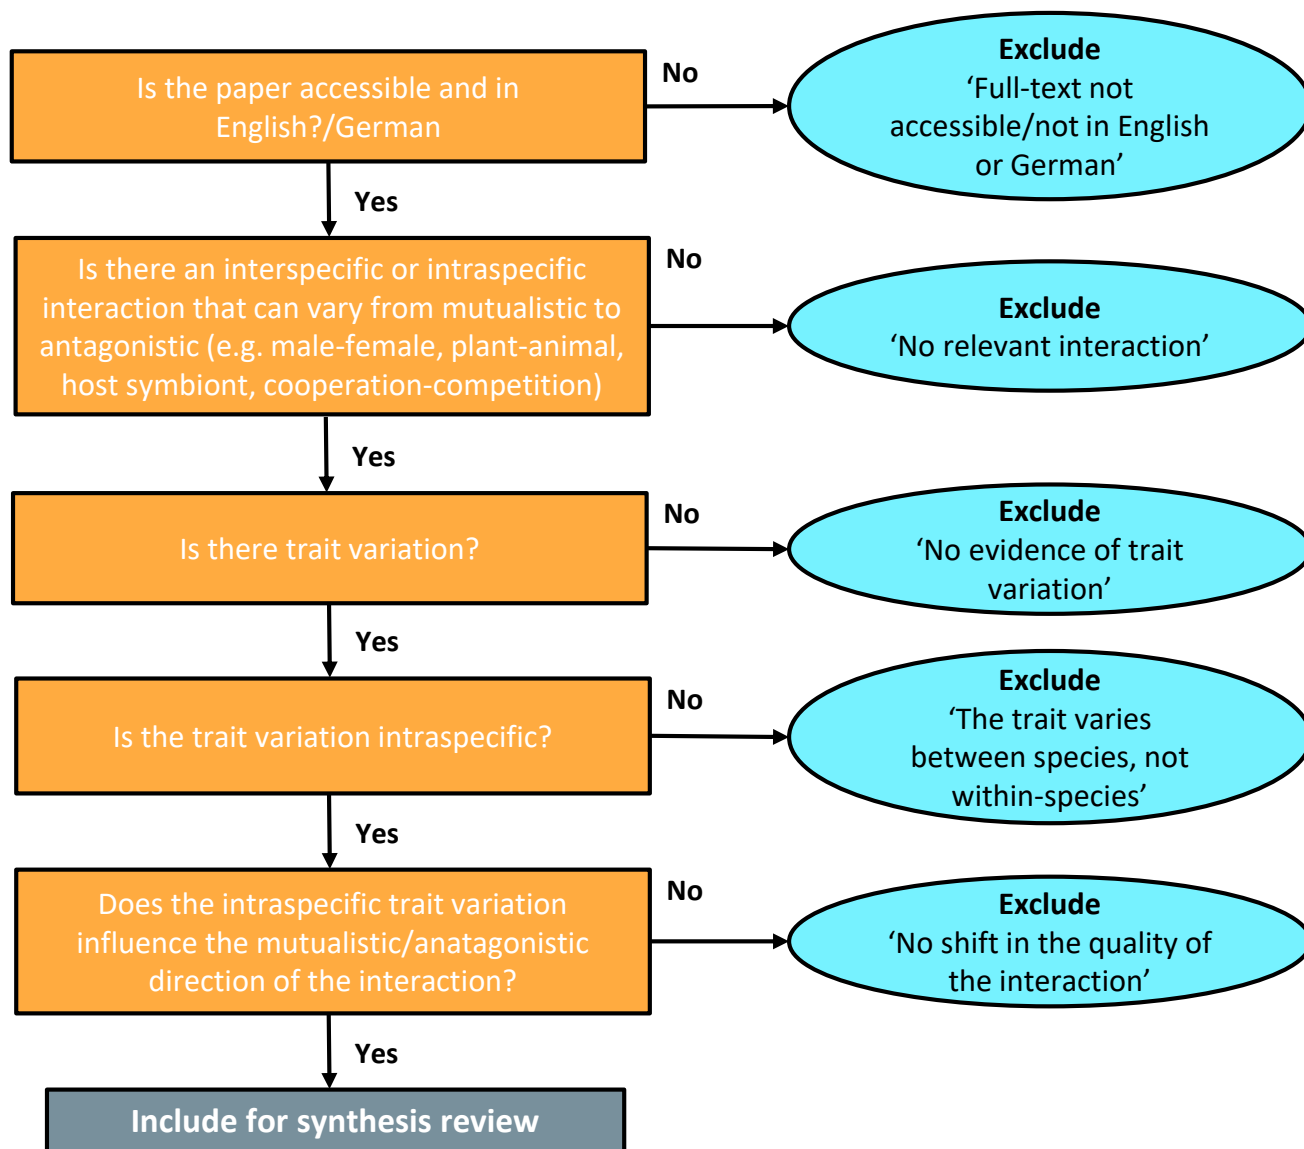 Is the paper accessible and in
English?/German
No
Exclude
‘Full-text not
accessible/not in English
or German’
Yes
Is there an interspecific or intraspecific
interaction that can vary from mutualistic to
antagonistic (e.g. male-female, plant-animal,
host symbiont, cooperation-competition)
No
Exclude
‘No relevant interaction’
Yes
Is there trait variation?
No
Exclude
‘No evidence of trait
variation’
Yes
Is the trait variation intraspecific?
No
Exclude
‘The trait varies
between species, not
within-species’
Yes
Does the intraspecific trait variation
influence the mutualistic/anatagonistic
direction of the interaction?
No
Exclude
‘No shift in the quality of
the interaction’
Yes
Include for synthesis review